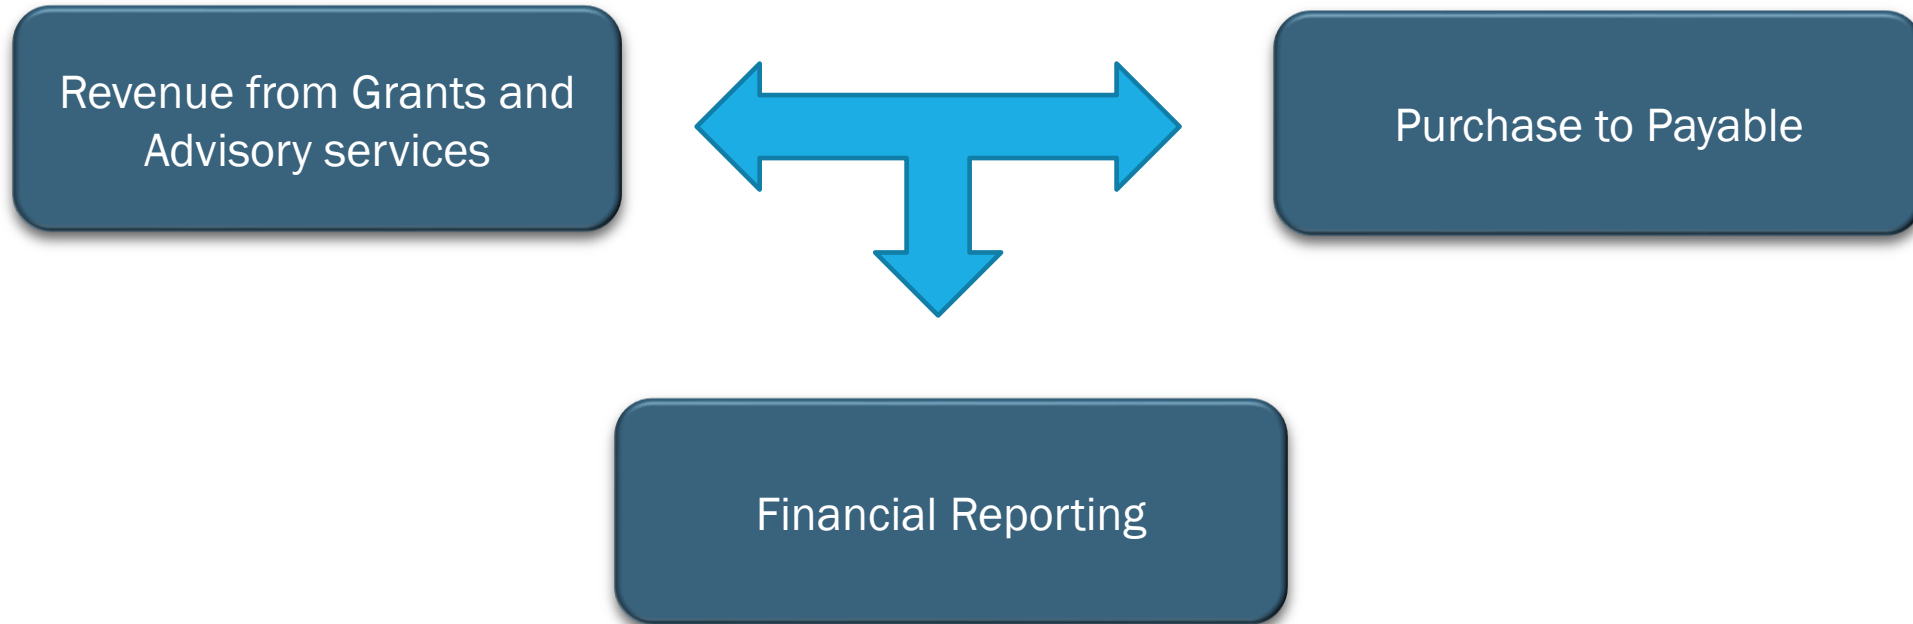 Revenue from Grants and
Advisory services
Purchase to Payable
Financial Reporting